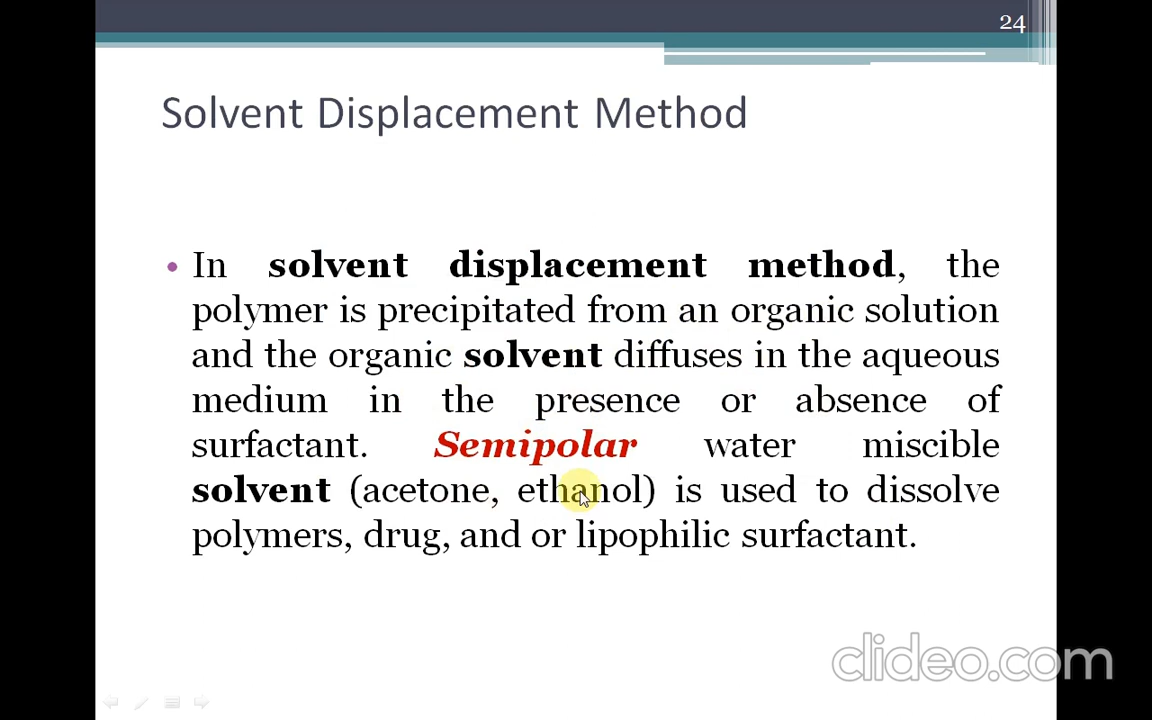 24
Solvent Displacement Method
• In solvent displacement method, the
polymer is precipitated from an organic solution
and the organic solvent diffuses in the aqueous
medium in the presence or absence of
surfactant. Semipolar water miscible
solvent (acetone, ethanol) is used to dissolve
polymers, drug, and or lipophilic surfactant.
clideo.com